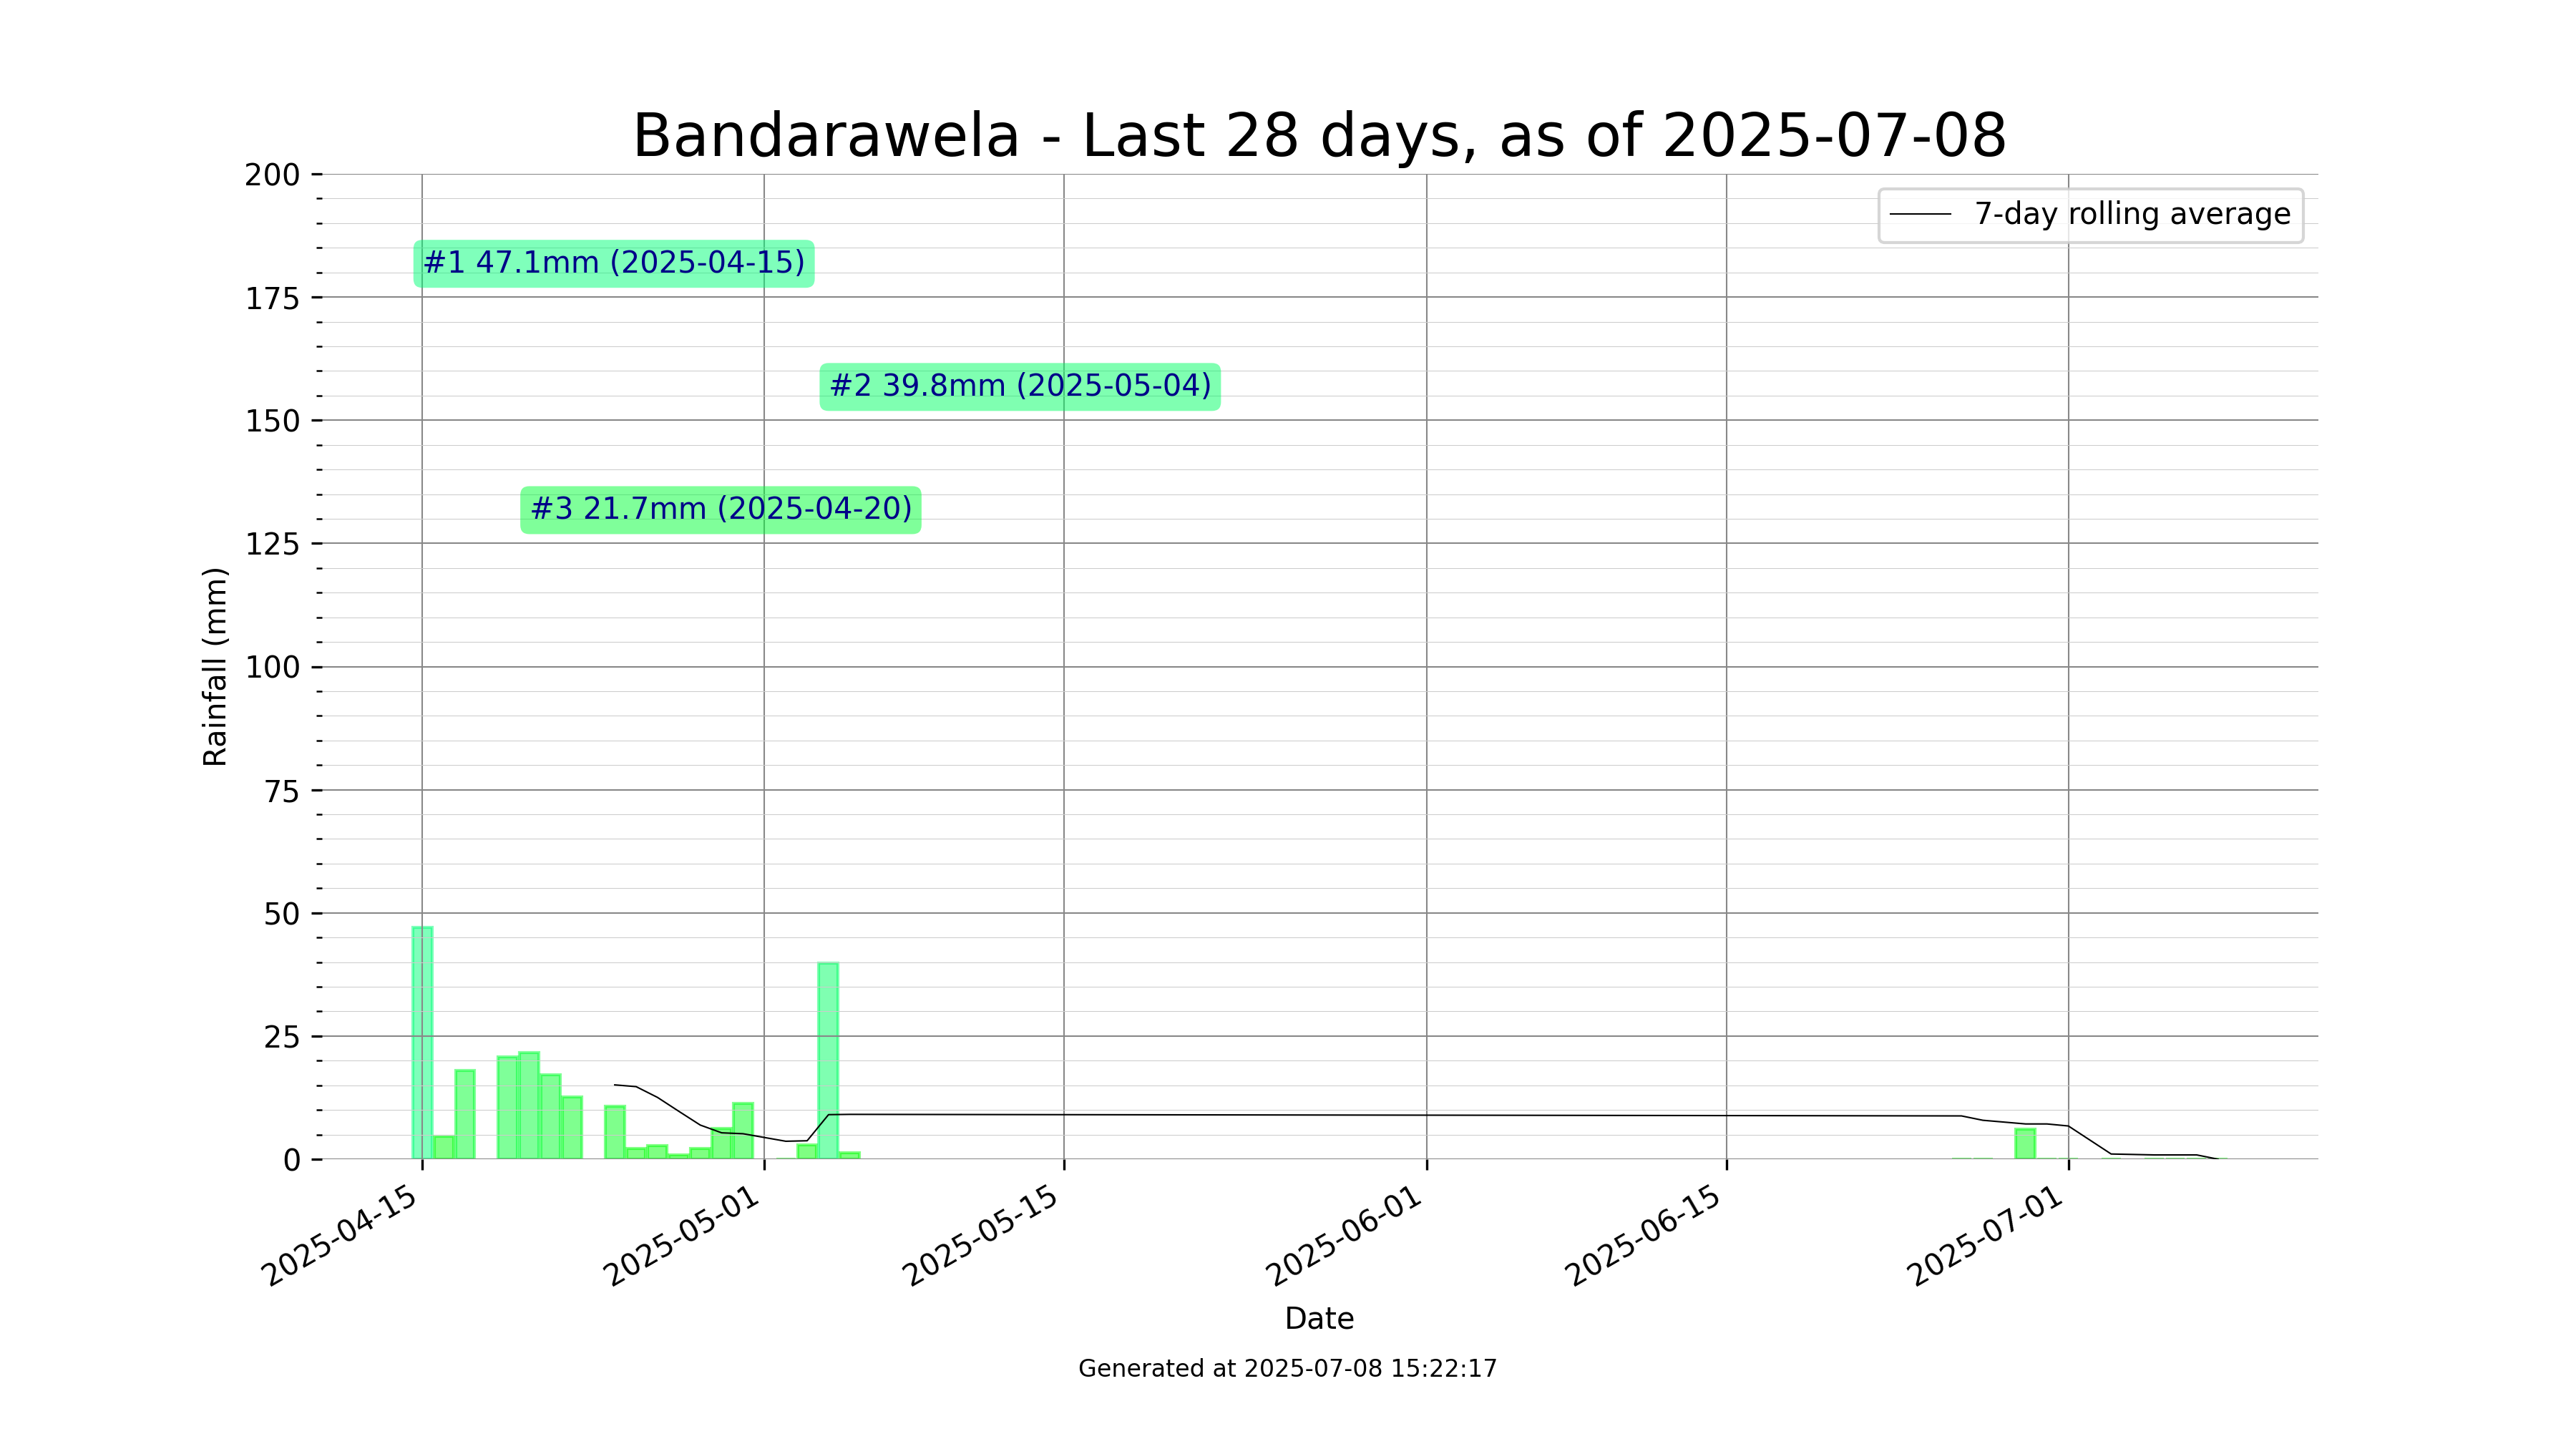 Bandarawela - Last 28 days, as of 2025-07-08
7-day rolling average
#1 47.1mm (2025-04-15)
#2 39.8mm (2025-05-04)
#3 21.7mm (2025-04-20)
Rainfall (mm)
200
175
150
125
100
75
50
25
0
2025-04-15
2025-05-01
2025-05-15
2025-06-01
2025-06-15
2025-07-01
Date
Generated at 2025-07-08 15:22:17